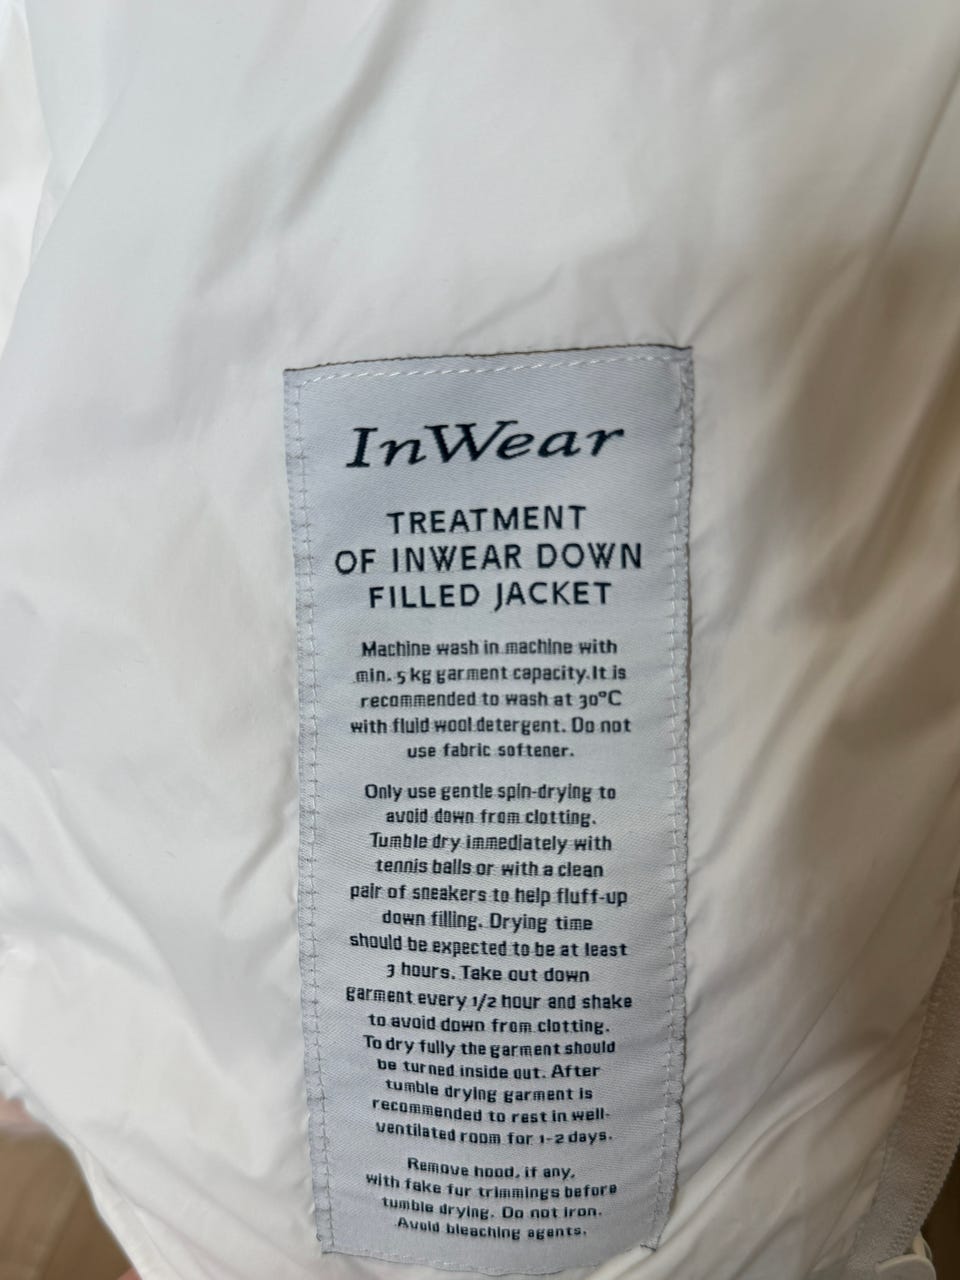 InWear
TREATMENT
OF INWEAR DOWN
FILLED JACKET
Machine wash in machine with
min. 5 kg garment capacity. It is
recommended to wash at 30°C
with fluid wool detergent. Do not
use fabric softener.
Only use gentle spin-drying to
avoid down from clotting.
Tumble dry immediately with
tennis balls or with a clean
pair of sneakers to help fluff-up
down filling. Drying time
should be expected to be at least
3 hours. Take out down
garment every 1/2 hour and shake
to avoid down from clotting.
To dry fully the garment should
be turned inside out. After
tumble drying garment is
recommended to rest in well-
ventilated room for 1-2 days.
Remove hood, if any,
with fake fur trimmings before
tumble drying. Do not iron.
Avoid bleaching agents.